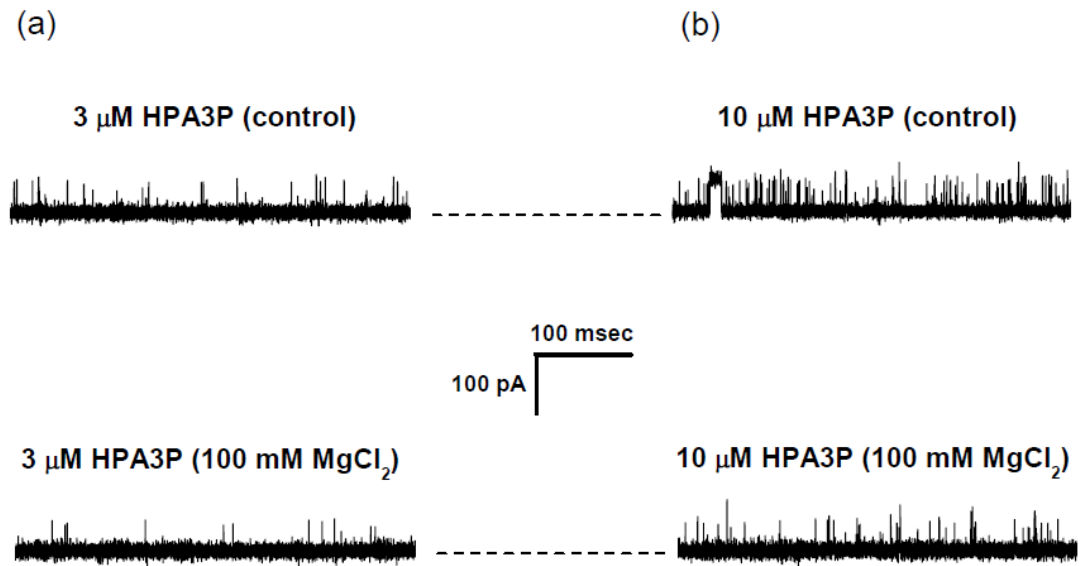 (a)
(b)
3 μM HPA3P (control)
10 μM HPA3P (control)
100 msec
100 pA
3 μM HPA3P (100 mM MgCl₂)
10 μM HPA3P (100 mM MgCl₂)